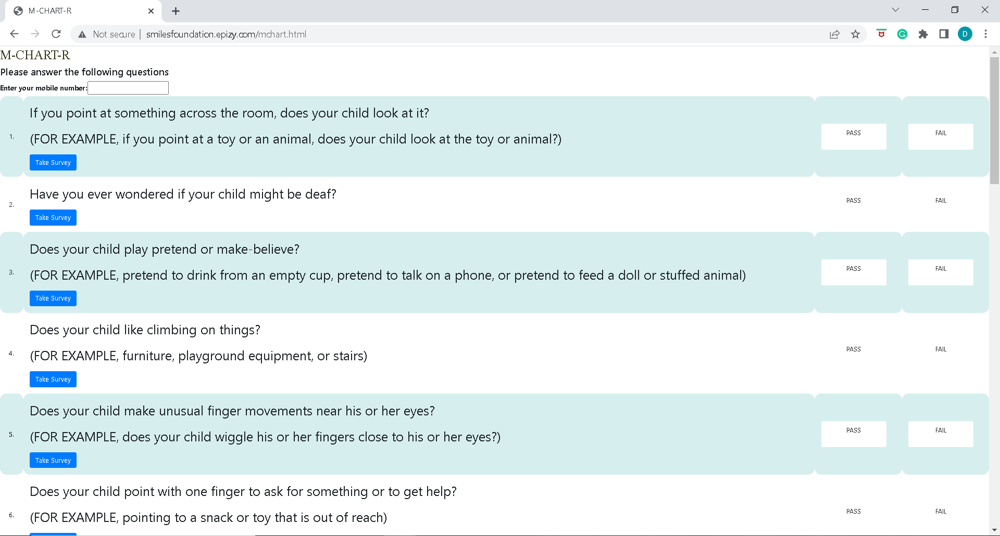 M-CHART-R
Not secure
smilesfoundation.epizy.com/mchart.html
D
M-CHART-R
Please answer the following questions
Enter your mobile number:
1.
If you point at something across the room, does your child look at it?
(FOR EXAMPLE, if you point at a toy or an animal, does your child look at the toy or animal?)
Take Survey
PASS
FAIL
2.
Have you ever wondered if your child might be deaf?
Take Survey
PASS
FAIL
3.
Does your child play pretend or make-believe?
(FOR EXAMPLE, pretend to drink from an empty cup, pretend to talk on a phone, or pretend to feed a doll or stuffed animal)
Take Survey
PASS
FAIL
4.
Does your child like climbing on things?
(FOR EXAMPLE, furniture, playground equipment, or stairs)
Take Survey
PASS
FAIL
5.
Does your child make unusual finger movements near his or her eyes?
(FOR EXAMPLE, does your child wiggle his or her fingers close to his or her eyes?)
Take Survey
PASS
FAIL
6.
Does your child point with one finger to ask for something or to get help?
(FOR EXAMPLE, pointing to a snack or toy that is out of reach)
PASS
FAIL